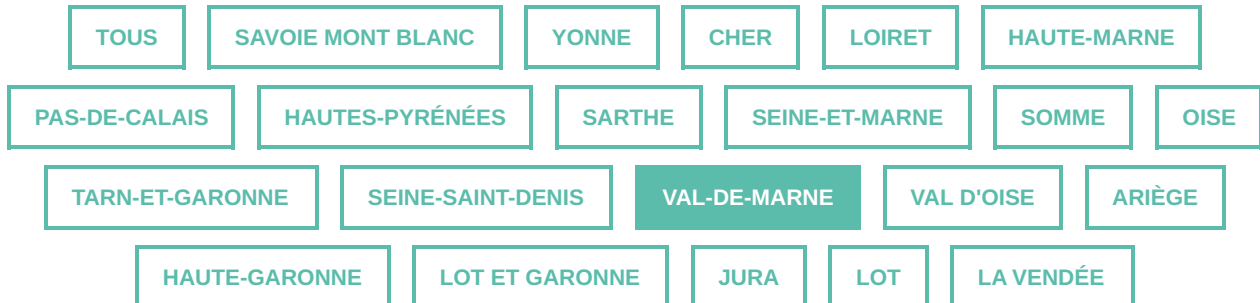 TOUS SAVOIE MONT BLANC YONNE CHER LOIRET HAUTE-MARNE
PAS-DE-CALAIS HAUTES-PYRÉNÉES SARTHE SEINE-ET-MARNE SOMME OISE
TARN-ET-GARONNE SEINE-SAINT-DENIS VAL-DE-MARNE VAL D'OISE ARIÈGE
HAUTE-GARONNE LOT ET GARONNE JURA LOT LA VENDÉE